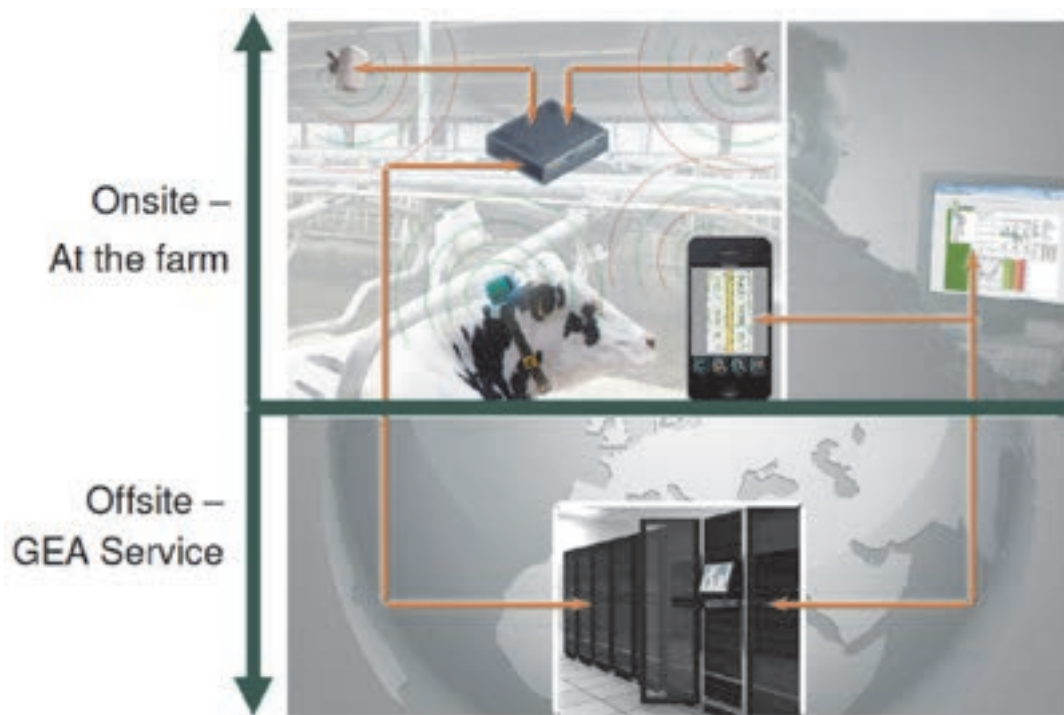 Onsite –
At the farm
Offsite –
GEA Service